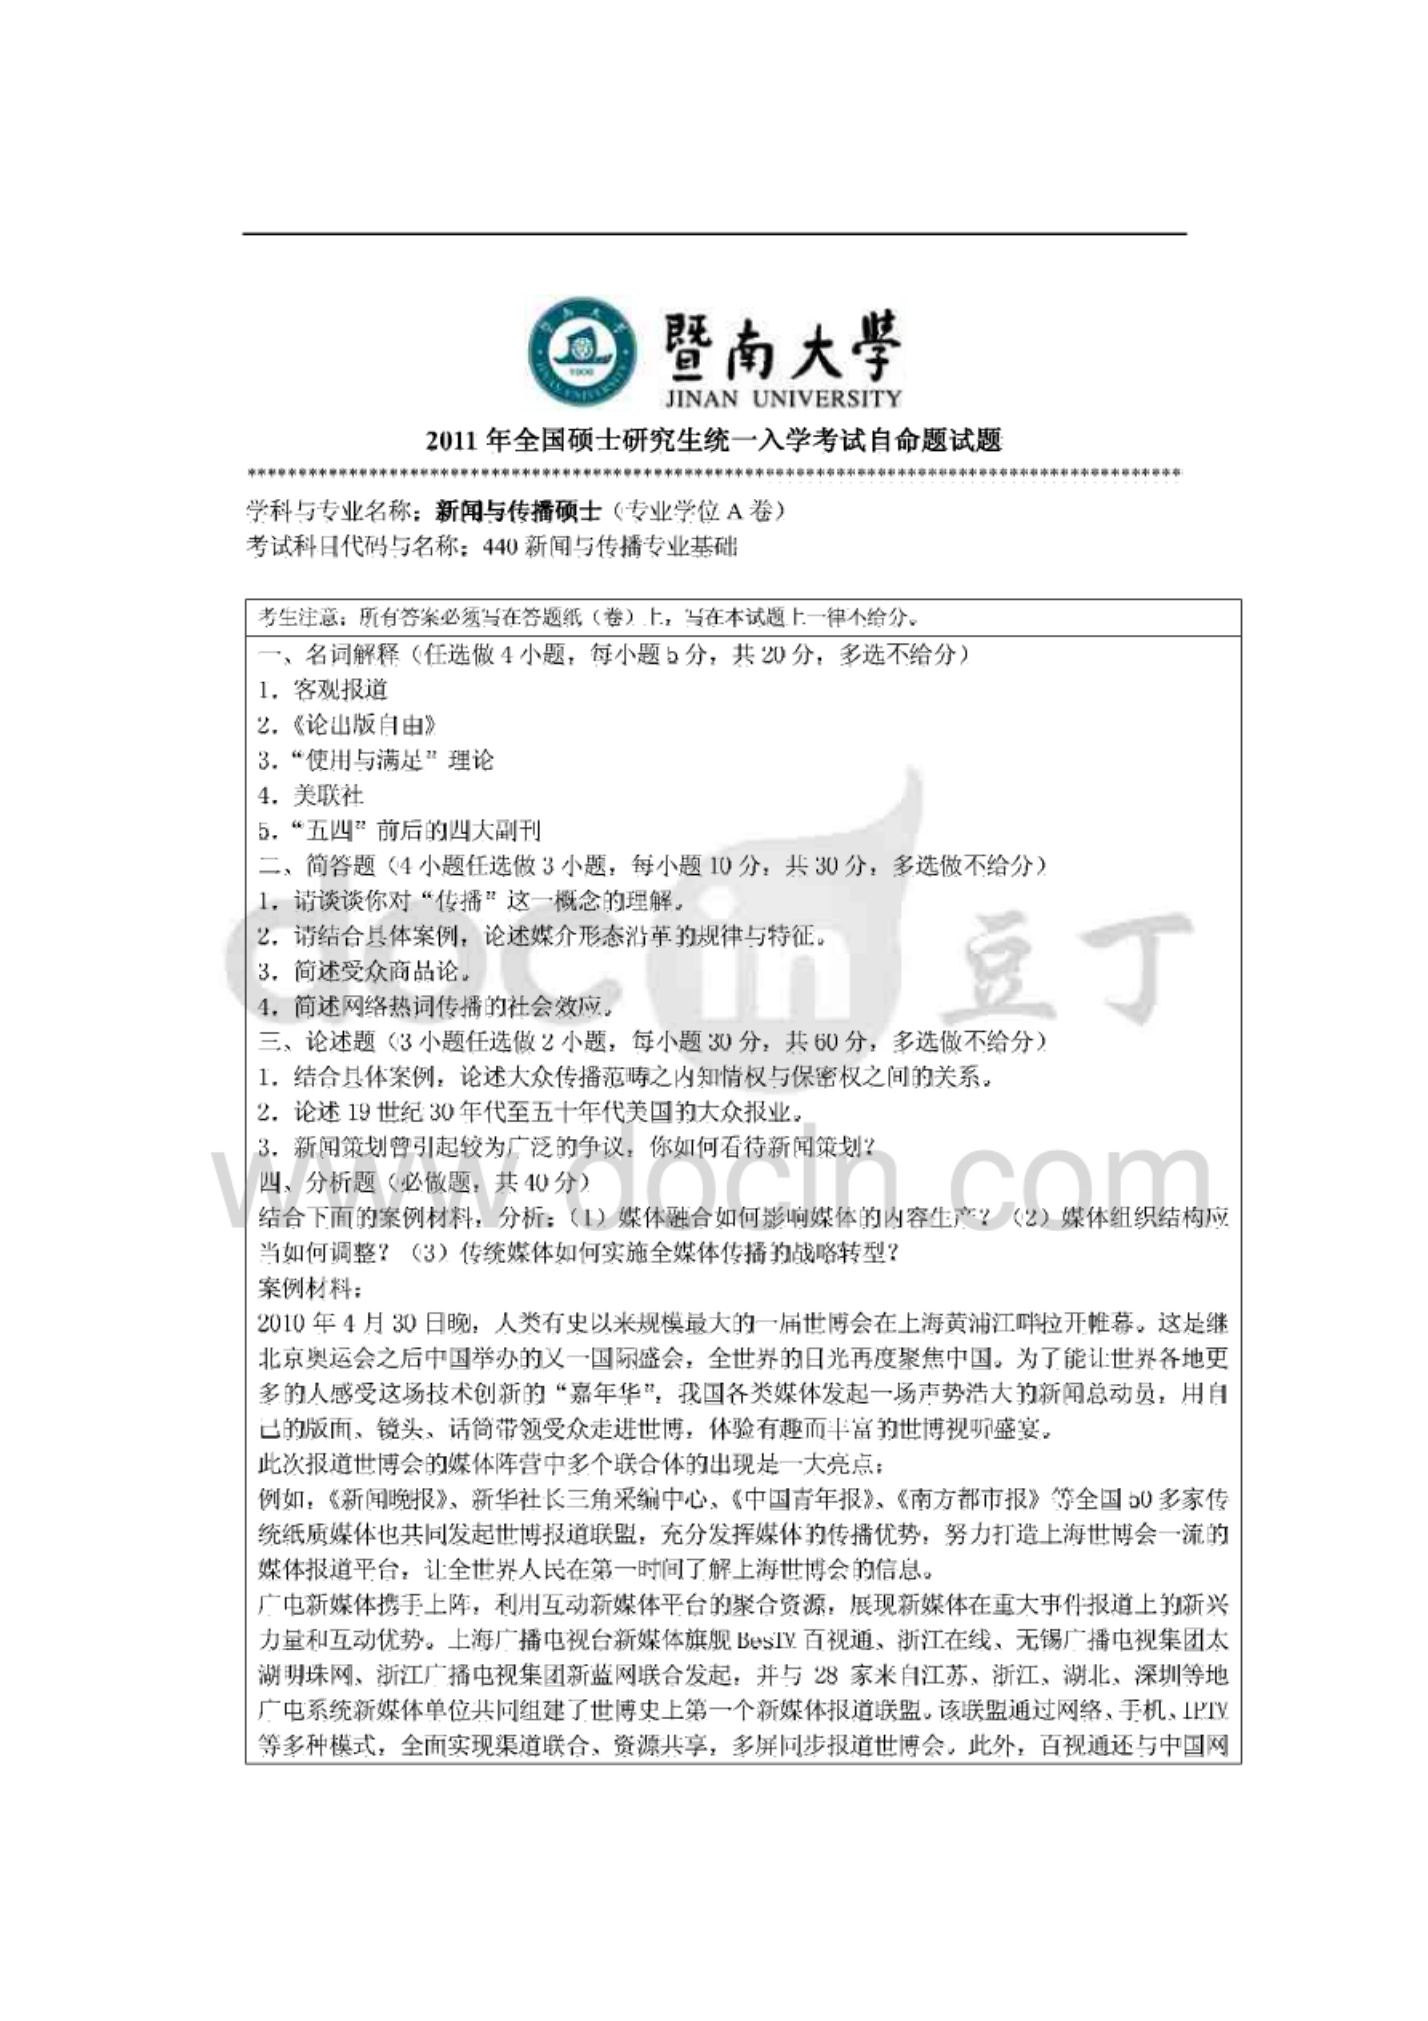 暨南大學
JINAN UNIVERSITY
2011 年全国硕士研究生统一入学考试自命题试题
********************************************************************************************
学科与专业名称：新闻与传播硕士（专业学位 A 卷）
考试科目代码与名称：440 新闻与传播专业基础
考生注意：所有答案必须写在答题纸（卷）上，写在本试题上一律不给分。
一、名词解释（任选做 4 小题，每小题 5 分，共 20 分，多选不给分）
1．客观报道
2．《论出版自由》
3．“使用与满足”理论
4．美联社
5．“五四”前后的四大副刊
二、简答题（4 小题任选做 3 小题，每小题 10 分，共 30 分，多选做不给分）
1．请谈谈你对“传播”这一概念的理解。
2．请结合具体案例，论述媒介形态沿革的规律与特征。
3．简述受众商品论。
4．简述网络热词传播的社会效应。
三、论述题（3 小题任选做 2 小题，每小题 30 分，共 60 分，多选做不给分）
1．结合具体案例，论述大众传播范畴之内知情权与保密权之间的关系。
2．论述 19 世纪 30 年代至五十年代美国的大众报业。
3．新闻策划曾引起较为广泛的争议，你如何看待新闻策划？
四、分析题（必做题，共 40 分）
结合下面的案例材料，分析：（1）媒体融合如何影响媒体的内容生产？（2）媒体组织结构应
当如何调整？（3）传统媒体如何实施全媒体传播的战略转型？
案例材料：
2010 年 4 月 30 日晚，人类有史以来规模最大的一届世博会在上海黄浦江畔拉开帷幕。这是继
北京奥运会之后中国举办的又一国际盛会，全世界的目光再度聚焦中国。为了能让世界各地更
多的人感受这场技术创新的“嘉年华”，我国各类媒体发起一场声势浩大的新闻总动员，用自
己的版面、镜头、话筒带领受众走进世博，体验有趣而丰富的世博视听盛宴。
此次报道世博会的媒体阵营中多个联合体的出现是一大亮点：
例如，《新闻晚报》、新华社长三角采编中心、《中国青年报》、《南方都市报》等全国 50 多家传
统纸质媒体也共同发起世博报道联盟，充分发挥媒体的传播优势，努力打造上海世博会一流的
媒体报道平台，让全世界人民在第一时间了解上海世博会的信息。
广电新媒体携手上阵，利用互动新媒体平台的聚合资源，展现新媒体在重大事件报道上的新兴
力量和互动优势。上海广播电视台新媒体旗舰 BesTV 百视通、浙江在线、无锡广播电视集团太
湖明珠网、浙江广播电视集团新蓝网联合发起，并与 28 家来自江苏、浙江、湖北、深圳等地
广电系统新媒体单位共同组建了世博史上第一个新媒体报道联盟。该联盟通过网络、手机、IPTV
等多种模式，全面实现渠道联合、资源共享，多屏同步报道世博会。此外，百视通还与中国网
docin 豆丁
www.docin.com